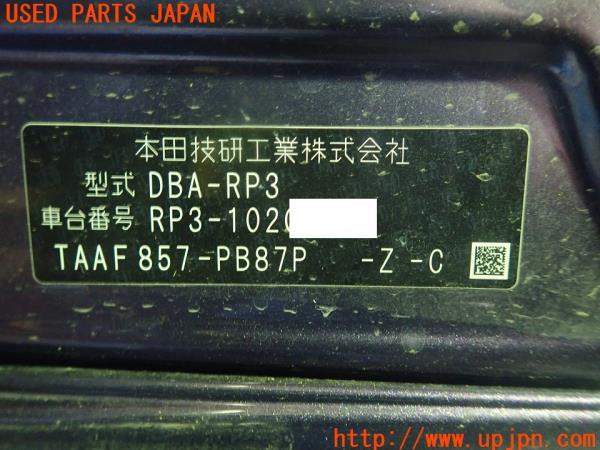 USED PARTS JAPAN
本田技研工業株式会社
型式 DBA-RP3
車台番号 RP3-102
TAAF 857-PB87P -Z -C
http://www.upjpn.com/